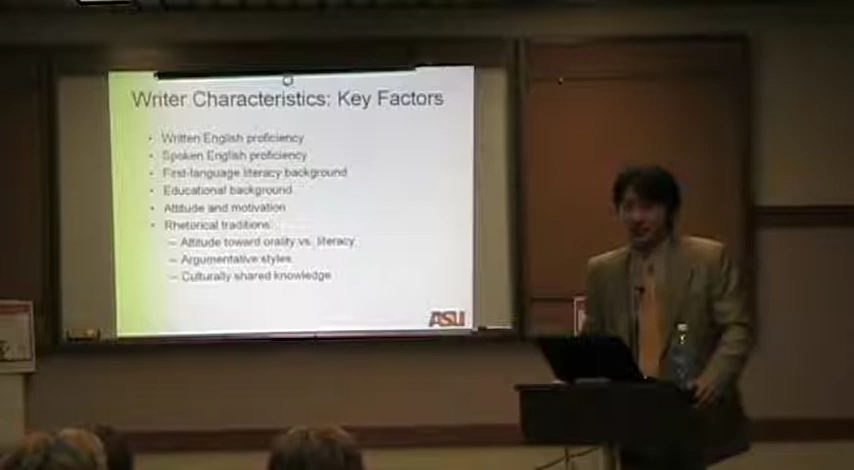 Writer Characteristics: Key Factors
• Written English proficiency
• Spoken English proficiency
• First-language literacy background
• Educational background
• Attitude and motivation
• Rhetorical traditions
– Attitude toward orality vs. literacy
– Argumentative styles
– Culturally shared knowledge
ASU